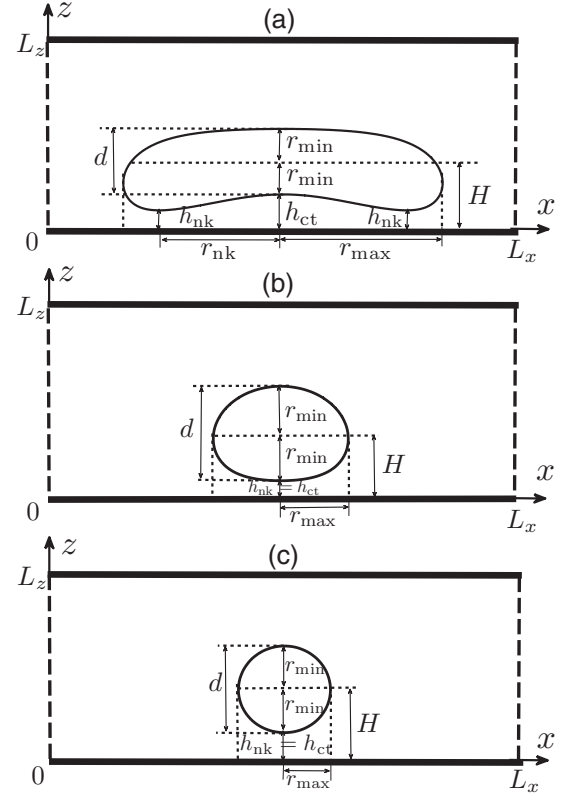 (a)
z
L_z
d
r_min
r_min
H
h_nk
h_ct
h_nk
x
0
r_nk
r_max
L_x
(b)
z
L_z
d
r_min
r_min
H
h_nk = h_ct
x
0
r_max
L_x
(c)
z
L_z
d
r_min
r_min
H
h_nk = h_ct
x
0
r_max
L_x